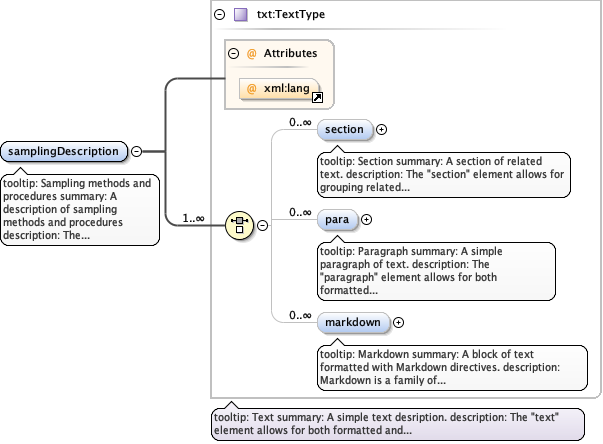 txt:TextType
@ Attributes
@ xml:lang
0..∞
section
tooltip: Section summary: A section of related
text. description: The "section" element allows for
grouping related...
samplingDescription
tooltip: Sampling methods and
procedures summary: A
description of sampling
methods and procedures
description: The...
1..∞
0..∞
para
tooltip: Paragraph summary: A simple
paragraph of text. description: The
"paragraph" element allows for both
formatted...
0..∞
markdown
tooltip: Markdown summary: A block of text
formatted with Markdown directives. description:
Markdown is a family of...
tooltip: Text summary: A simple text desription. description: The "text"
element allows for both formatted and...